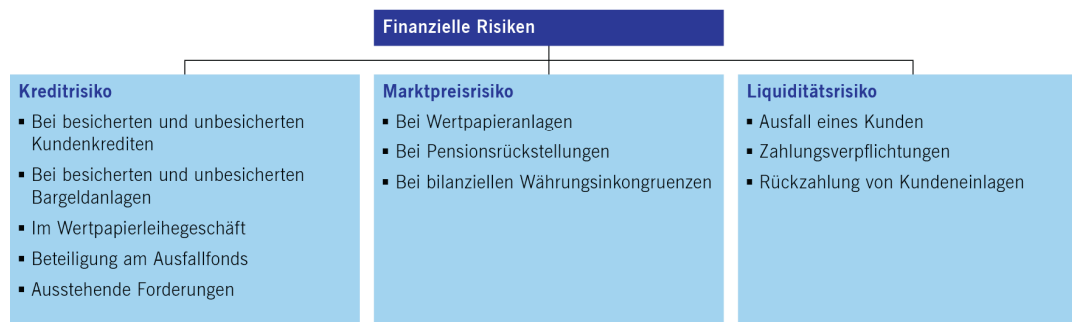 Finanzielle Risiken
Kreditrisiko
▪ Bei besicherten und unbesicherten
Kundenkrediten
▪ Bei besicherten und unbesicherten
Bargeldanlagen
▪ Im Wertpapierleihegeschäft
▪ Beteiligung am Ausfallfonds
▪ Ausstehende Forderungen
Marktpreisrisiko
▪ Bei Wertpapieranlagen
▪ Bei Pensionsrückstellungen
▪ Bei bilanziellen Währungsinkongruenzen
Liquiditätsrisiko
▪ Ausfall eines Kunden
▪ Zahlungsverpflichtungen
▪ Rückzahlung von Kundeneinlagen